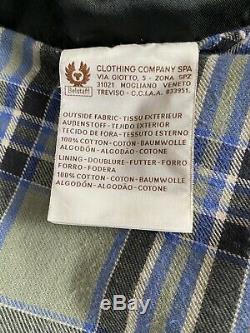 Belstaff
CLOTHING COMPANY SPA
VIA GIOTTO, 5 - ZONA SPZ
31021 MOGLIANO VENETO
TREVISO - C.C.I.A.A. #33951.
OUTSIDE FABRIC-TISSU EXTERIEUR
AUßENSTOFF-TEJIDO EXTERIOR
TECIDO DE FORA-TESSUTO ESTERNO
100% COTTON-COTON-BAUMWOLLE
ALGODÓN-ALGODÃO-COTONE
LINING-DOUBLURE-FUTTER-FORRO
FORRO-FODERA
100% COTTON-COTON-BAUMWOLLE
ALGODÓN-ALGODÃO-COTONE